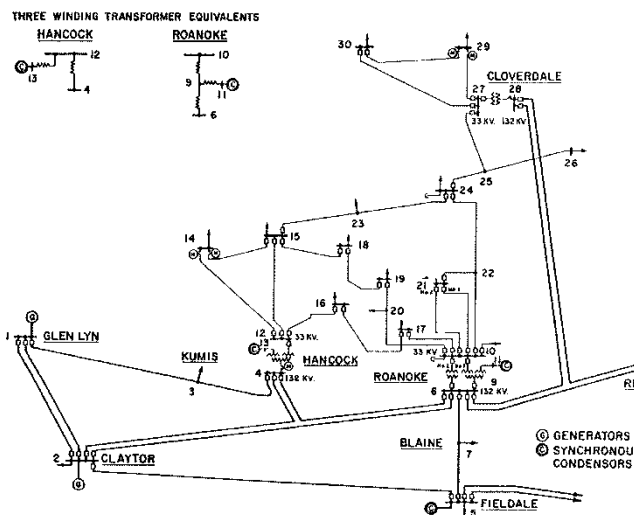 THREE WINDING TRANSFORMER EQUIVALENTS
HANCOCK
ROANOKE
12
C
13
4
10
9
11
C
6
30
29
CLOVERDALE
27
28
33 KV.
132 KV.
26
25
24
C
23
14
15
18
19
22
21
20
16
17
12
33 KV.
13
C
HANCOCK
4
132 KV.
G
1
GLEN LYN
KUMIS
3
33 KV
10
C
11
C
ROANOKE
9
6
132 KV.
2
CLAYTOR
G
BLAINE
7
C
FIELDALE
5
G GENERATORS
C SYNCHRONOU
CONDENSORS